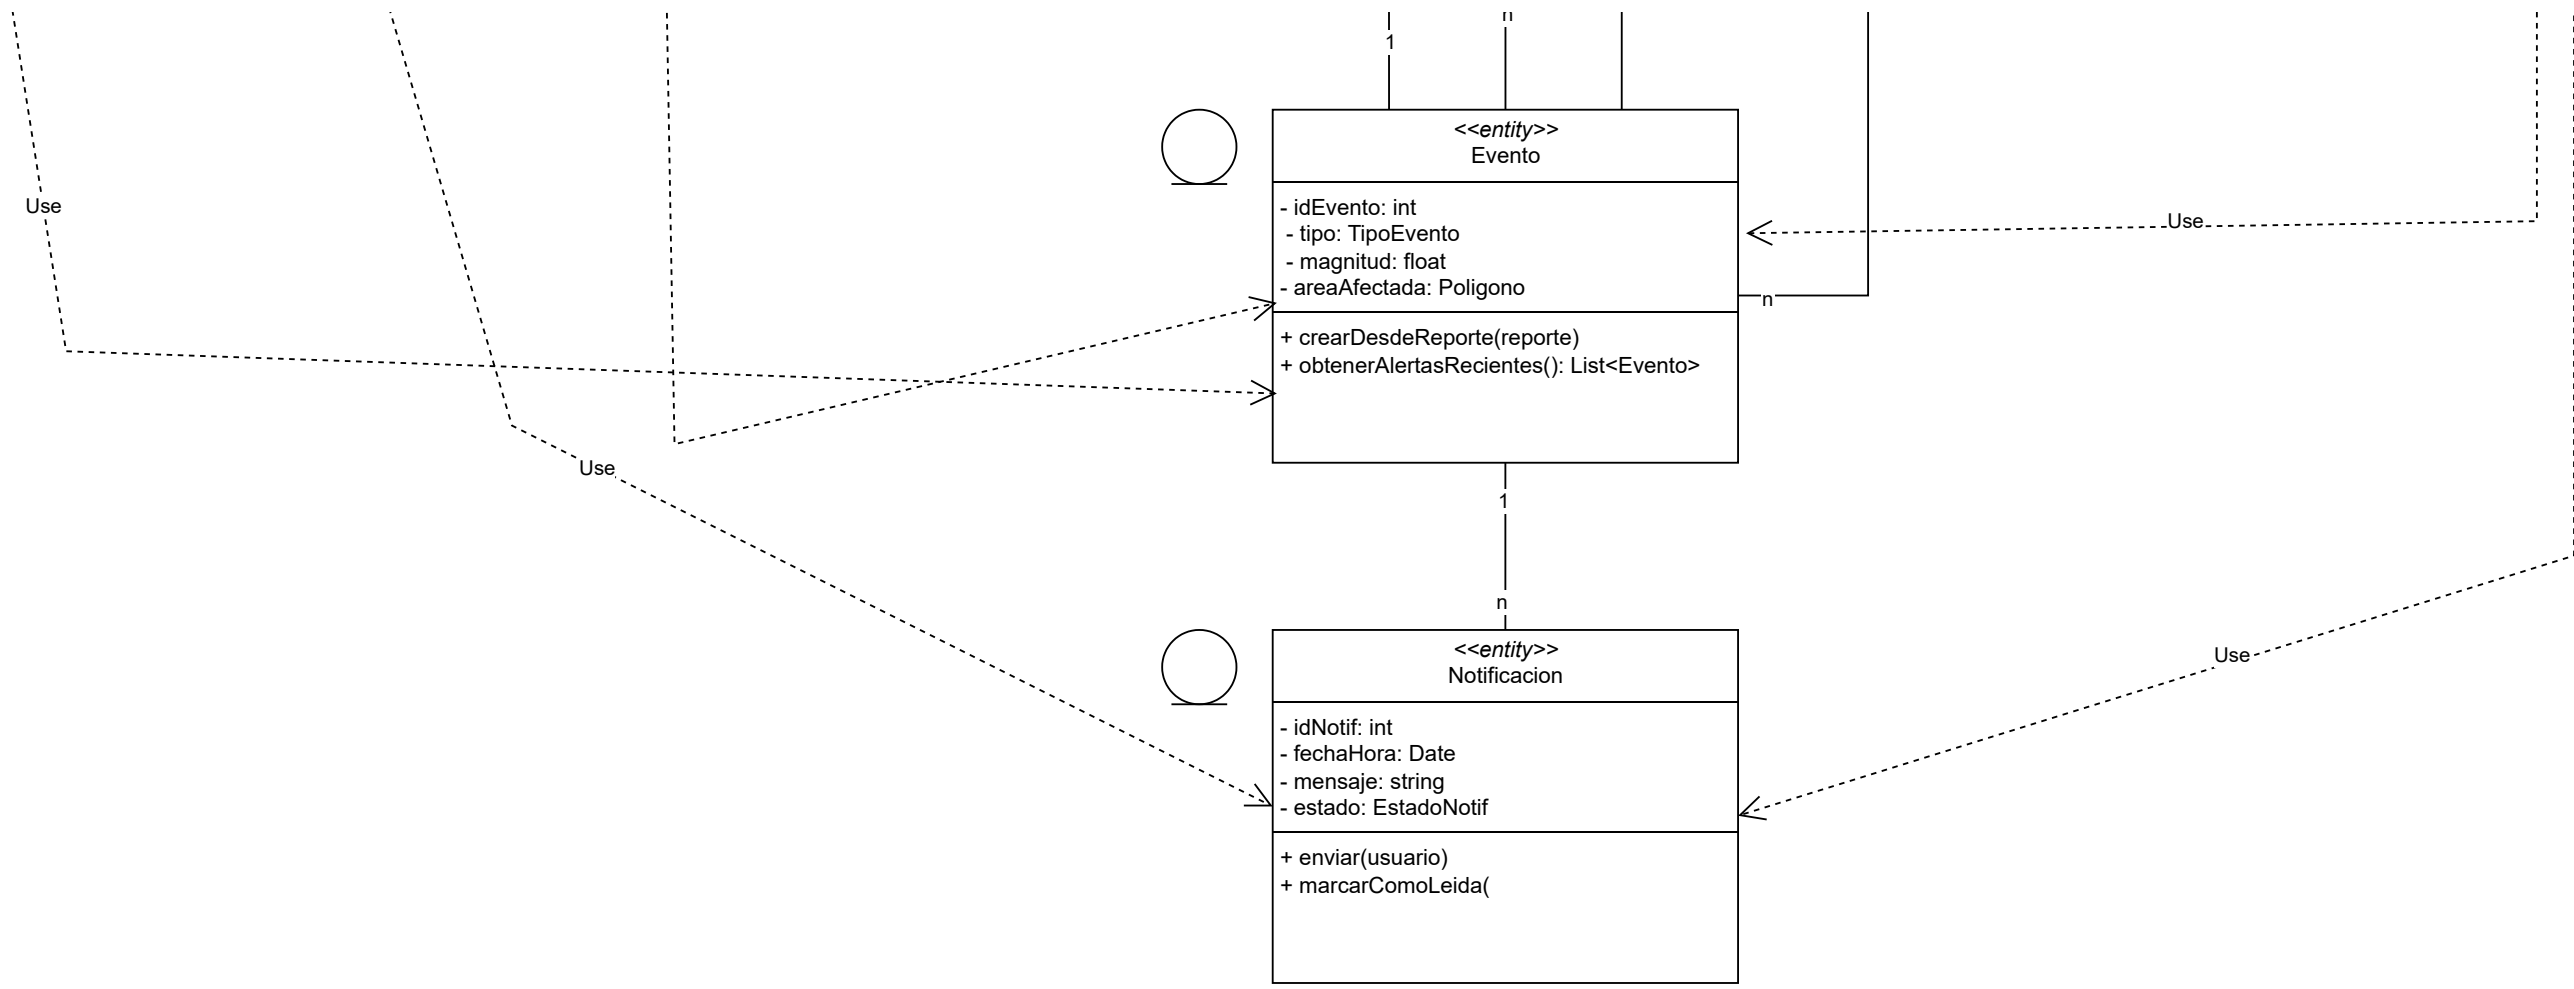 n
1
<<entity>>
Evento
- idEvento: int
- tipo: TipoEvento
- magnitud: float
- areaAfectada: Poligono
+ crearDesdeReporte(reporte)
+ obtenerAlertasRecientes(): List<Evento>
Use
Use
n
Use
1
n
<<entity>>
Notificacion
- idNotif: int
- fechaHora: Date
- mensaje: string
- estado: EstadoNotif
+ enviar(usuario)
+ marcarComoLeida(
Use